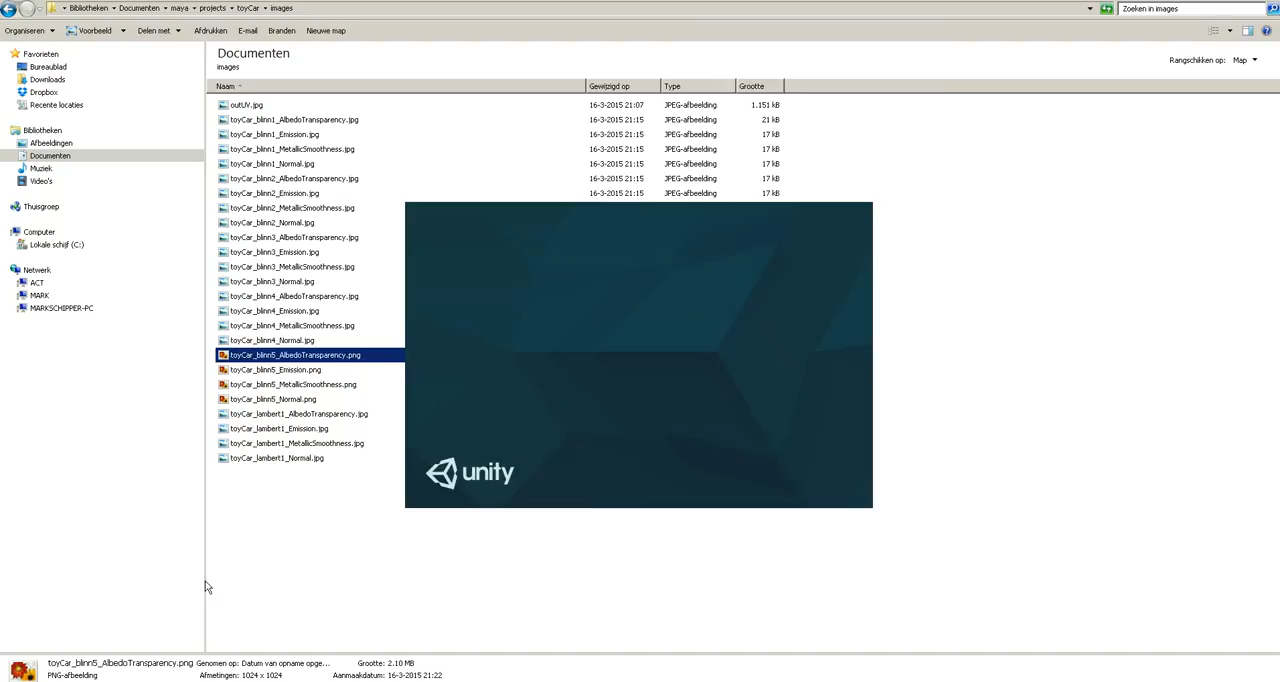 Bibliotheken Documenten maya projects toyCar images
Zoeken in images
Organiseren Voorbeeld Delen met Afdrukken E-mail Branden Nieuwe map
Favorieten
Bureaublad
Downloads
Dropbox
Recente locaties
Bibliotheken
Afbeeldingen
Documenten
Muziek
Video's
Thuisgroep
Computer
Lokale schijf (C:)
Netwerk
ACT
MARK
MARKSCHIPPER-PC
Documenten
images
Rangschikken op: Map
Naam Gewijzigd op Type Grootte
outUV.jpg 16-3-2015 21:07 JPEG-afbeelding 1.151 kB
toyCar_blinn1_AlbedoTransparency.jpg 16-3-2015 21:15 JPEG-afbeelding 21 kB
toyCar_blinn1_Emission.jpg 16-3-2015 21:15 JPEG-afbeelding 17 kB
toyCar_blinn1_MetallicSmoothness.jpg 16-3-2015 21:15 JPEG-afbeelding 17 kB
toyCar_blinn1_Normal.jpg 16-3-2015 21:15 JPEG-afbeelding 17 kB
toyCar_blinn2_AlbedoTransparency.jpg 16-3-2015 21:15 JPEG-afbeelding 17 kB
toyCar_blinn2_Emission.jpg 16-3-2015 21:15 JPEG-afbeelding 17 kB
toyCar_blinn2_MetallicSmoothness.jpg
toyCar_blinn2_Normal.jpg
toyCar_blinn3_AlbedoTransparency.jpg
toyCar_blinn3_Emission.jpg
toyCar_blinn3_MetallicSmoothness.jpg
toyCar_blinn3_Normal.jpg
toyCar_blinn4_AlbedoTransparency.jpg
toyCar_blinn4_Emission.jpg
toyCar_blinn4_MetallicSmoothness.jpg
toyCar_blinn4_Normal.jpg
toyCar_blinn5_AlbedoTransparency.png
toyCar_blinn5_Emission.png
toyCar_blinn5_MetallicSmoothness.png
toyCar_blinn5_Normal.png
toyCar_lambert1_AlbedoTransparency.jpg
toyCar_lambert1_Emission.jpg
toyCar_lambert1_MetallicSmoothness.jpg
toyCar_lambert1_Normal.jpg
unity
toyCar_blinn5_AlbedoTransparency.png Genomen op: Datum van opname opge... Grootte: 2.10 MB
PNG-afbeelding Afmetingen: 1024 x 1024 Aanmaakdatum: 16-3-2015 21:22